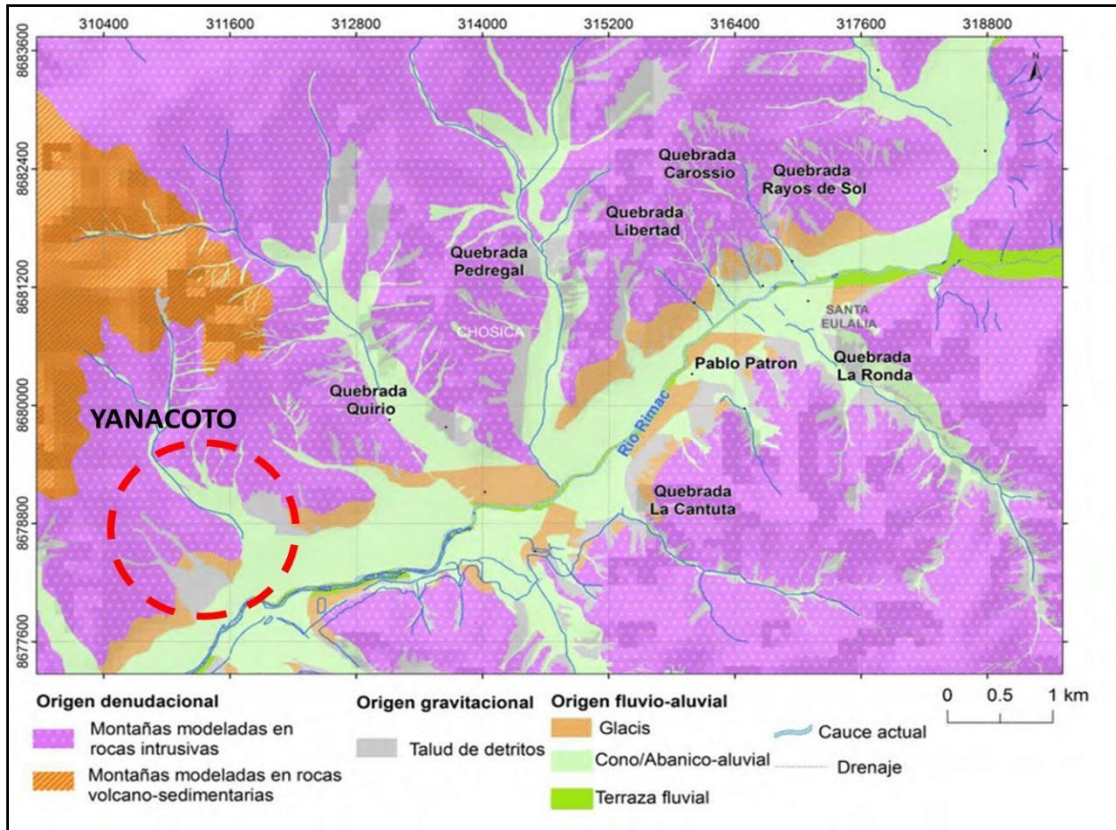 310400 311600 312800 314000 315200 316400 317600 318800
8683600
8682400
8681200
8680000
8678800
8677600
N
Quebrada
Carossio
Quebrada
Rayos de Sol
Quebrada
Libertad
Quebrada
Pedregal
CHOSICA
SANTA
EULALIA
Pablo Patron
Quebrada
La Ronda
Quebrada
Quirio
YANACOTO
Rio Rimac
Quebrada
La Cantuta
Origen denudacional
Montañas modeladas en
rocas intrusivas
Montañas modeladas en rocas
volcano-sedimentarias
Origen gravitacional
Talud de detritos
Origen fluvio-aluvial
Glacis
Cono/Abanico-aluvial
Terraza fluvial
Cauce actual
Drenaje
0 0.5 1 km